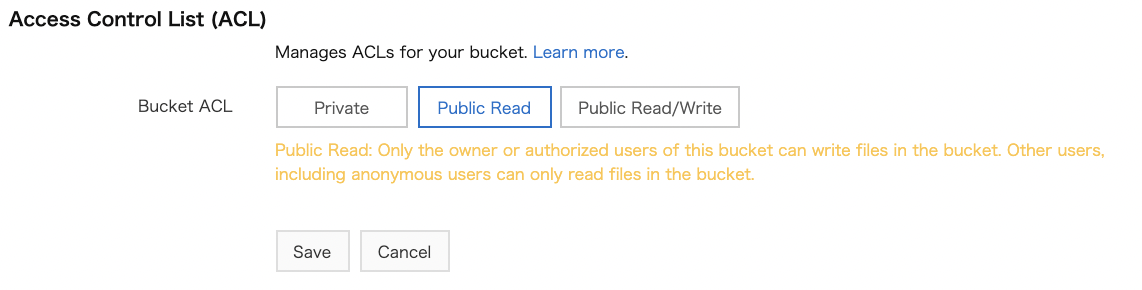 Access Control List (ACL)
Manages ACLs for your bucket. Learn more.
Bucket ACL
Private
Public Read
Public Read/Write
Public Read: Only the owner or authorized users of this bucket can write files in the bucket. Other users,
including anonymous users can only read files in the bucket.
Save
Cancel